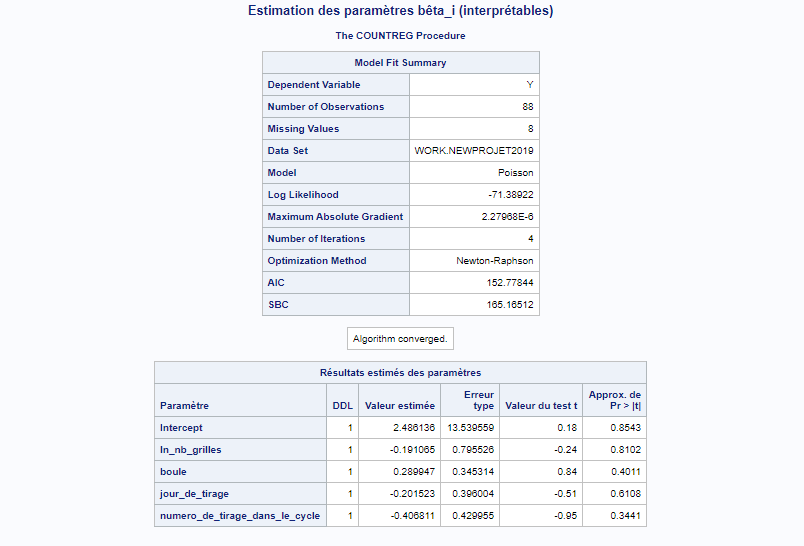 Estimation des paramètres bêta_i (interprétables)
The COUNTREG Procedure
Model Fit Summary
Dependent Variable Y
Number of Observations 88
Missing Values 8
Data Set WORK.NEWPROJET2019
Model Poisson
Log Likelihood -71.38922
Maximum Absolute Gradient 2.27968E-6
Number of Iterations 4
Optimization Method Newton-Raphson
AIC 152.77844
SBC 165.16512
Algorithm converged.
Résultats estimés des paramètres
Paramètre DDL Valeur estimée Erreur type Valeur du test t Approx. de Pr > |t|
Intercept 1 2.486136 13.539559 0.18 0.8543
ln_nb_grilles 1 -0.191065 0.795526 -0.24 0.8102
boule 1 0.289947 0.345314 0.84 0.4011
jour_de_tirage 1 -0.201523 0.396004 -0.51 0.6108
numero_de_tirage_dans_le_cycle 1 -0.406811 0.429955 -0.95 0.3441